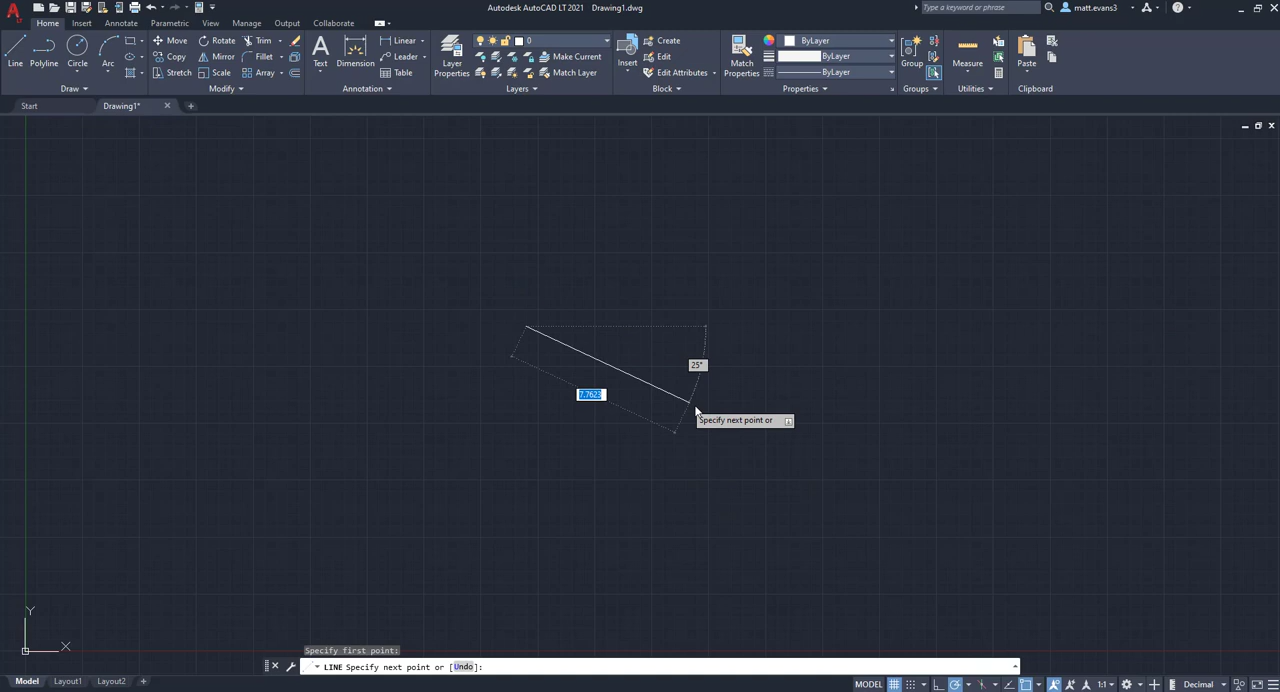 Autodesk AutoCAD LT 2021 Drawing1.dwg
Type a keyword or phrase
matt.evans3
Home Insert Annotate Parametric View Manage Output Collaborate
Move Rotate Trim Linear 0 Create ByLayer
Copy Mirror Fillet Leader Make Current Edit ByLayer
Line Polyline Circle Arc Text Dimension Layer Properties Insert Match Properties Group Measure Paste
Stretch Scale Array Table Match Layer Edit Attributes ByLayer
Draw Modify Annotation Layers Block Properties Groups Utilities Clipboard
Start Drawing1*
25°
7.7623
Specify next point or
Y
X
Specify first point:
LINE Specify next point or [Undo]:
Model Layout1 Layout2 MODEL 1:1 Decimal